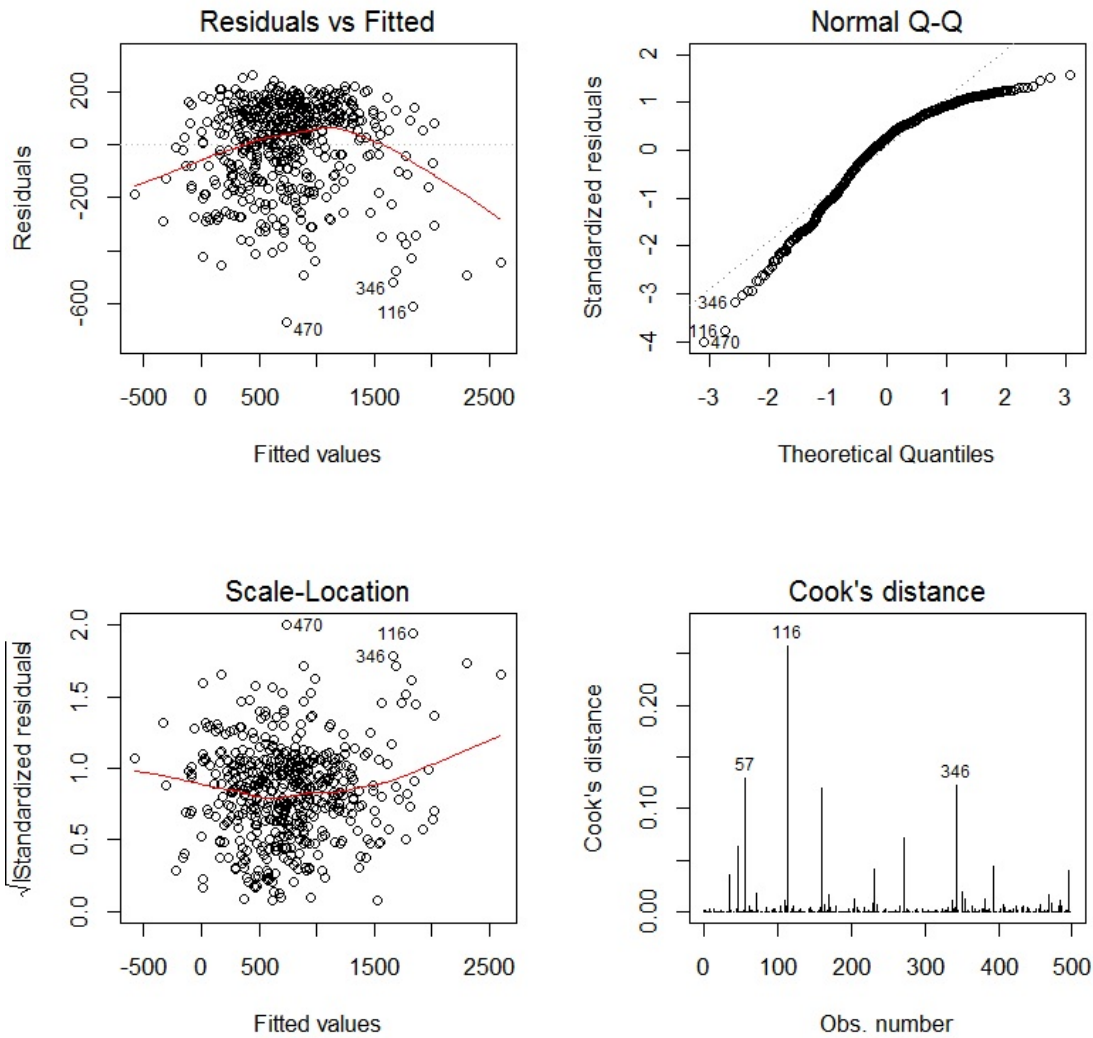 Residuals vs Fitted
Residuals
200
0
-200
-600
346
116
470
-500 0 500 1500 2500
Fitted values
Normal Q-Q
Standardized residuals
2
1
0
-1
-2
-3
-4
346
116
470
-3 -2 -1 0 1 2 3
Theoretical Quantiles
Scale-Location
√|Standardized residuals|
2.0
1.5
1.0
0.5
0.0
470
116
346
-500 0 500 1500 2500
Fitted values
Cook's distance
Cook's distance
0.20
0.10
0.00
116
57
346
0 100 200 300 400 500
Obs. number